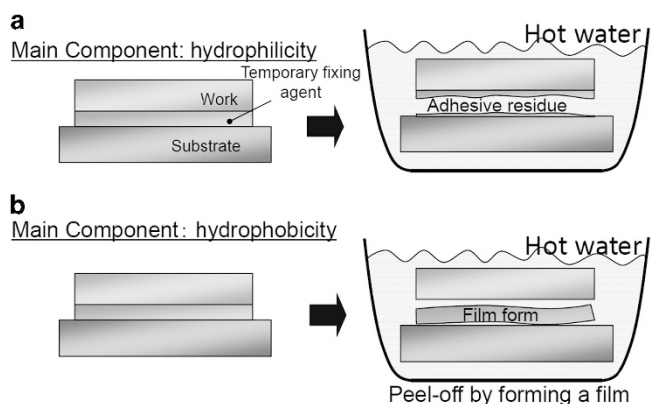 a
Main Component: hydrophilicity
Temporary fixing
agent
Work
Substrate
Hot water
Adhesive residue
b
Main Component: hydrophobicity
Hot water
Film form
Peel-off by forming a film